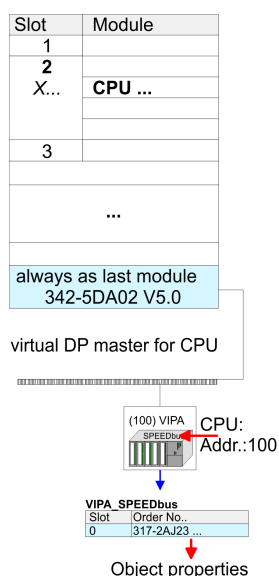 Slot Module
1
2
X... CPU ...
3
...
always as last module
342-5DA02 V5.0
virtual DP master for CPU
(100) VIPA
CPU:
SPEEDbus
Addr.:100
VIPA_SPEEDbus
Slot Order No..
0 317-2AJ23 ...
Object properties